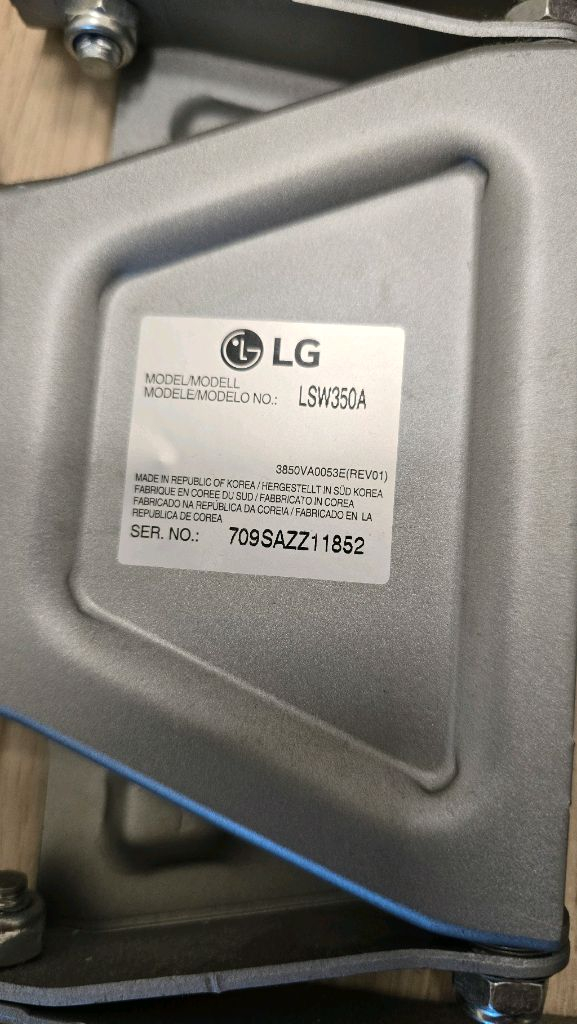 LG
MODEL/MODELL
MODELE/MODELO NO.: LSW350A
3850VA0053E(REV01)
MADE IN REPUBLIC OF KOREA / HERGESTELLT IN SÜD KOREA
FABRIQUE EN COREE DU SUD / FABBRICATO IN COREA
FABRICADO NA REPÚBLICA DA COREIA / FABRICADO EN LA
REPUBLICA DE COREA
SER. NO.: 709SAZZ11852